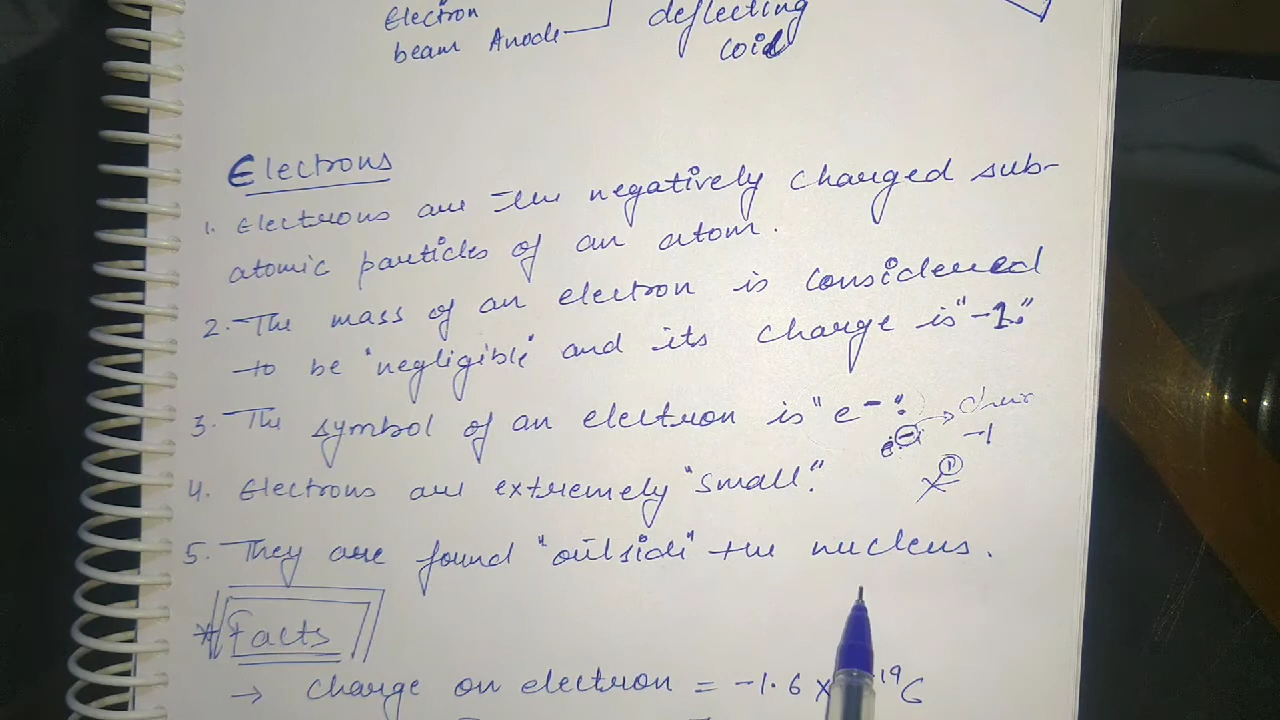 Electron
deflecting
beam Anode
coil
Electrons
1. Electrons are the negatively charged sub-
atomic particles of an atom.
2. The mass of an electron is considered
to be "negligible" and its charge is "-1."
3. The symbol of an electron is "e-".
e-
-1
4. Electrons are extremely "small."
5. They are found "outside" the nucleus.
* Facts
→ Charge on electron = -1.6 x 19 C